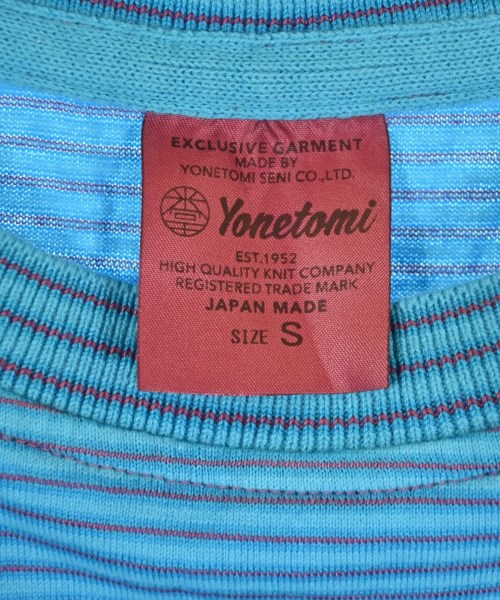 EXCLUSIVE GARMENT
MADE BY
YONETOMI SENI CO.,LTD.
Yonetomi
EST.1952
HIGH QUALITY KNIT COMPANY
REGISTERED TRADE MARK
JAPAN MADE
SIZE S